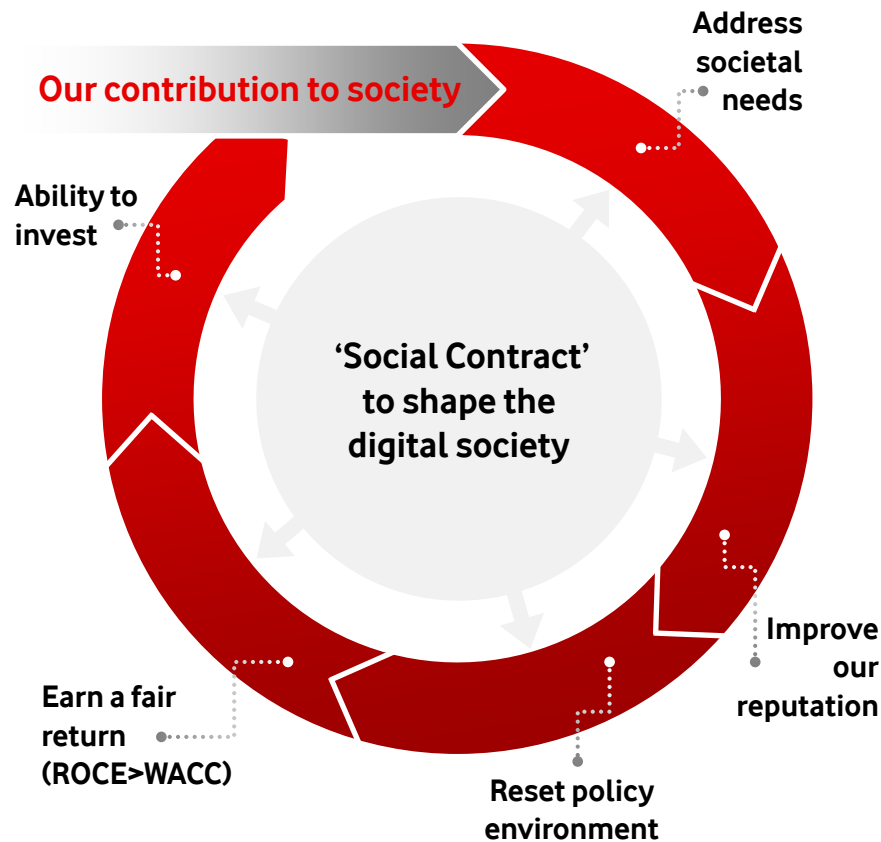 Our contribution to society
Address
societal
needs
Ability to
invest
‘Social Contract’
to shape the
digital society
Improve
our
reputation
Earn a fair
return
(ROCE>WACC)
Reset policy
environment